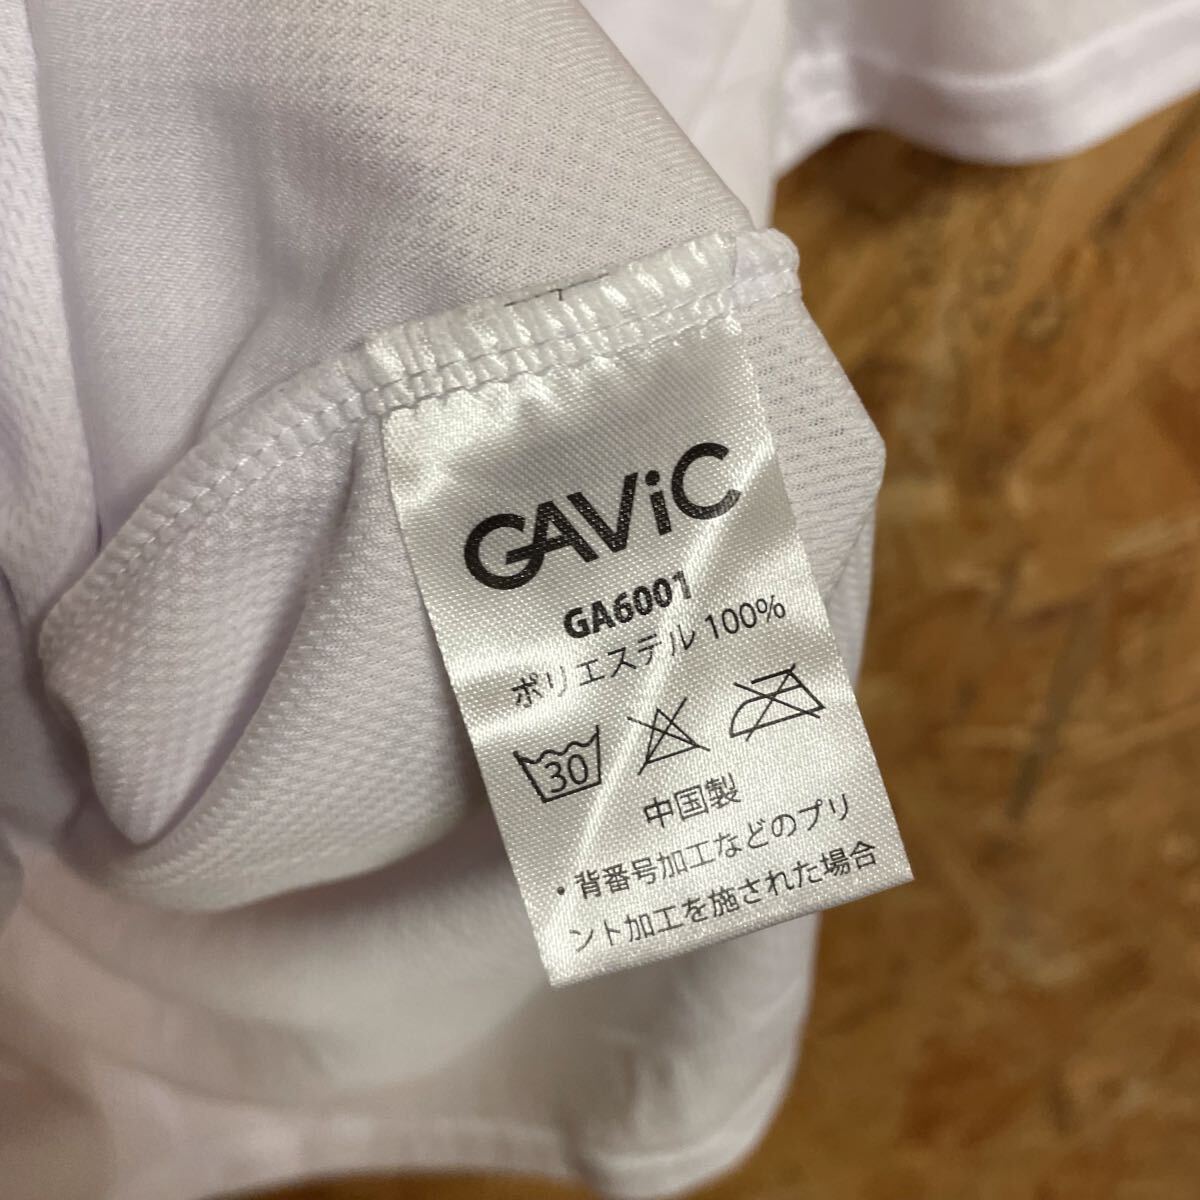 GAViC
GA6001
ポリエステル 100%
30
中国製
・背番号加工などのプリ
ント加工を施された場合